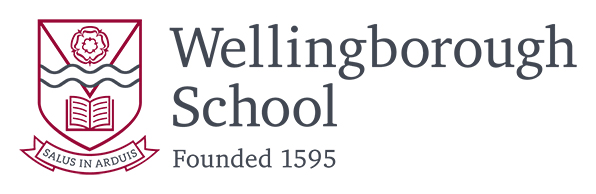 Wellingborough
School
Founded 1595
SALUS IN ARDUIS